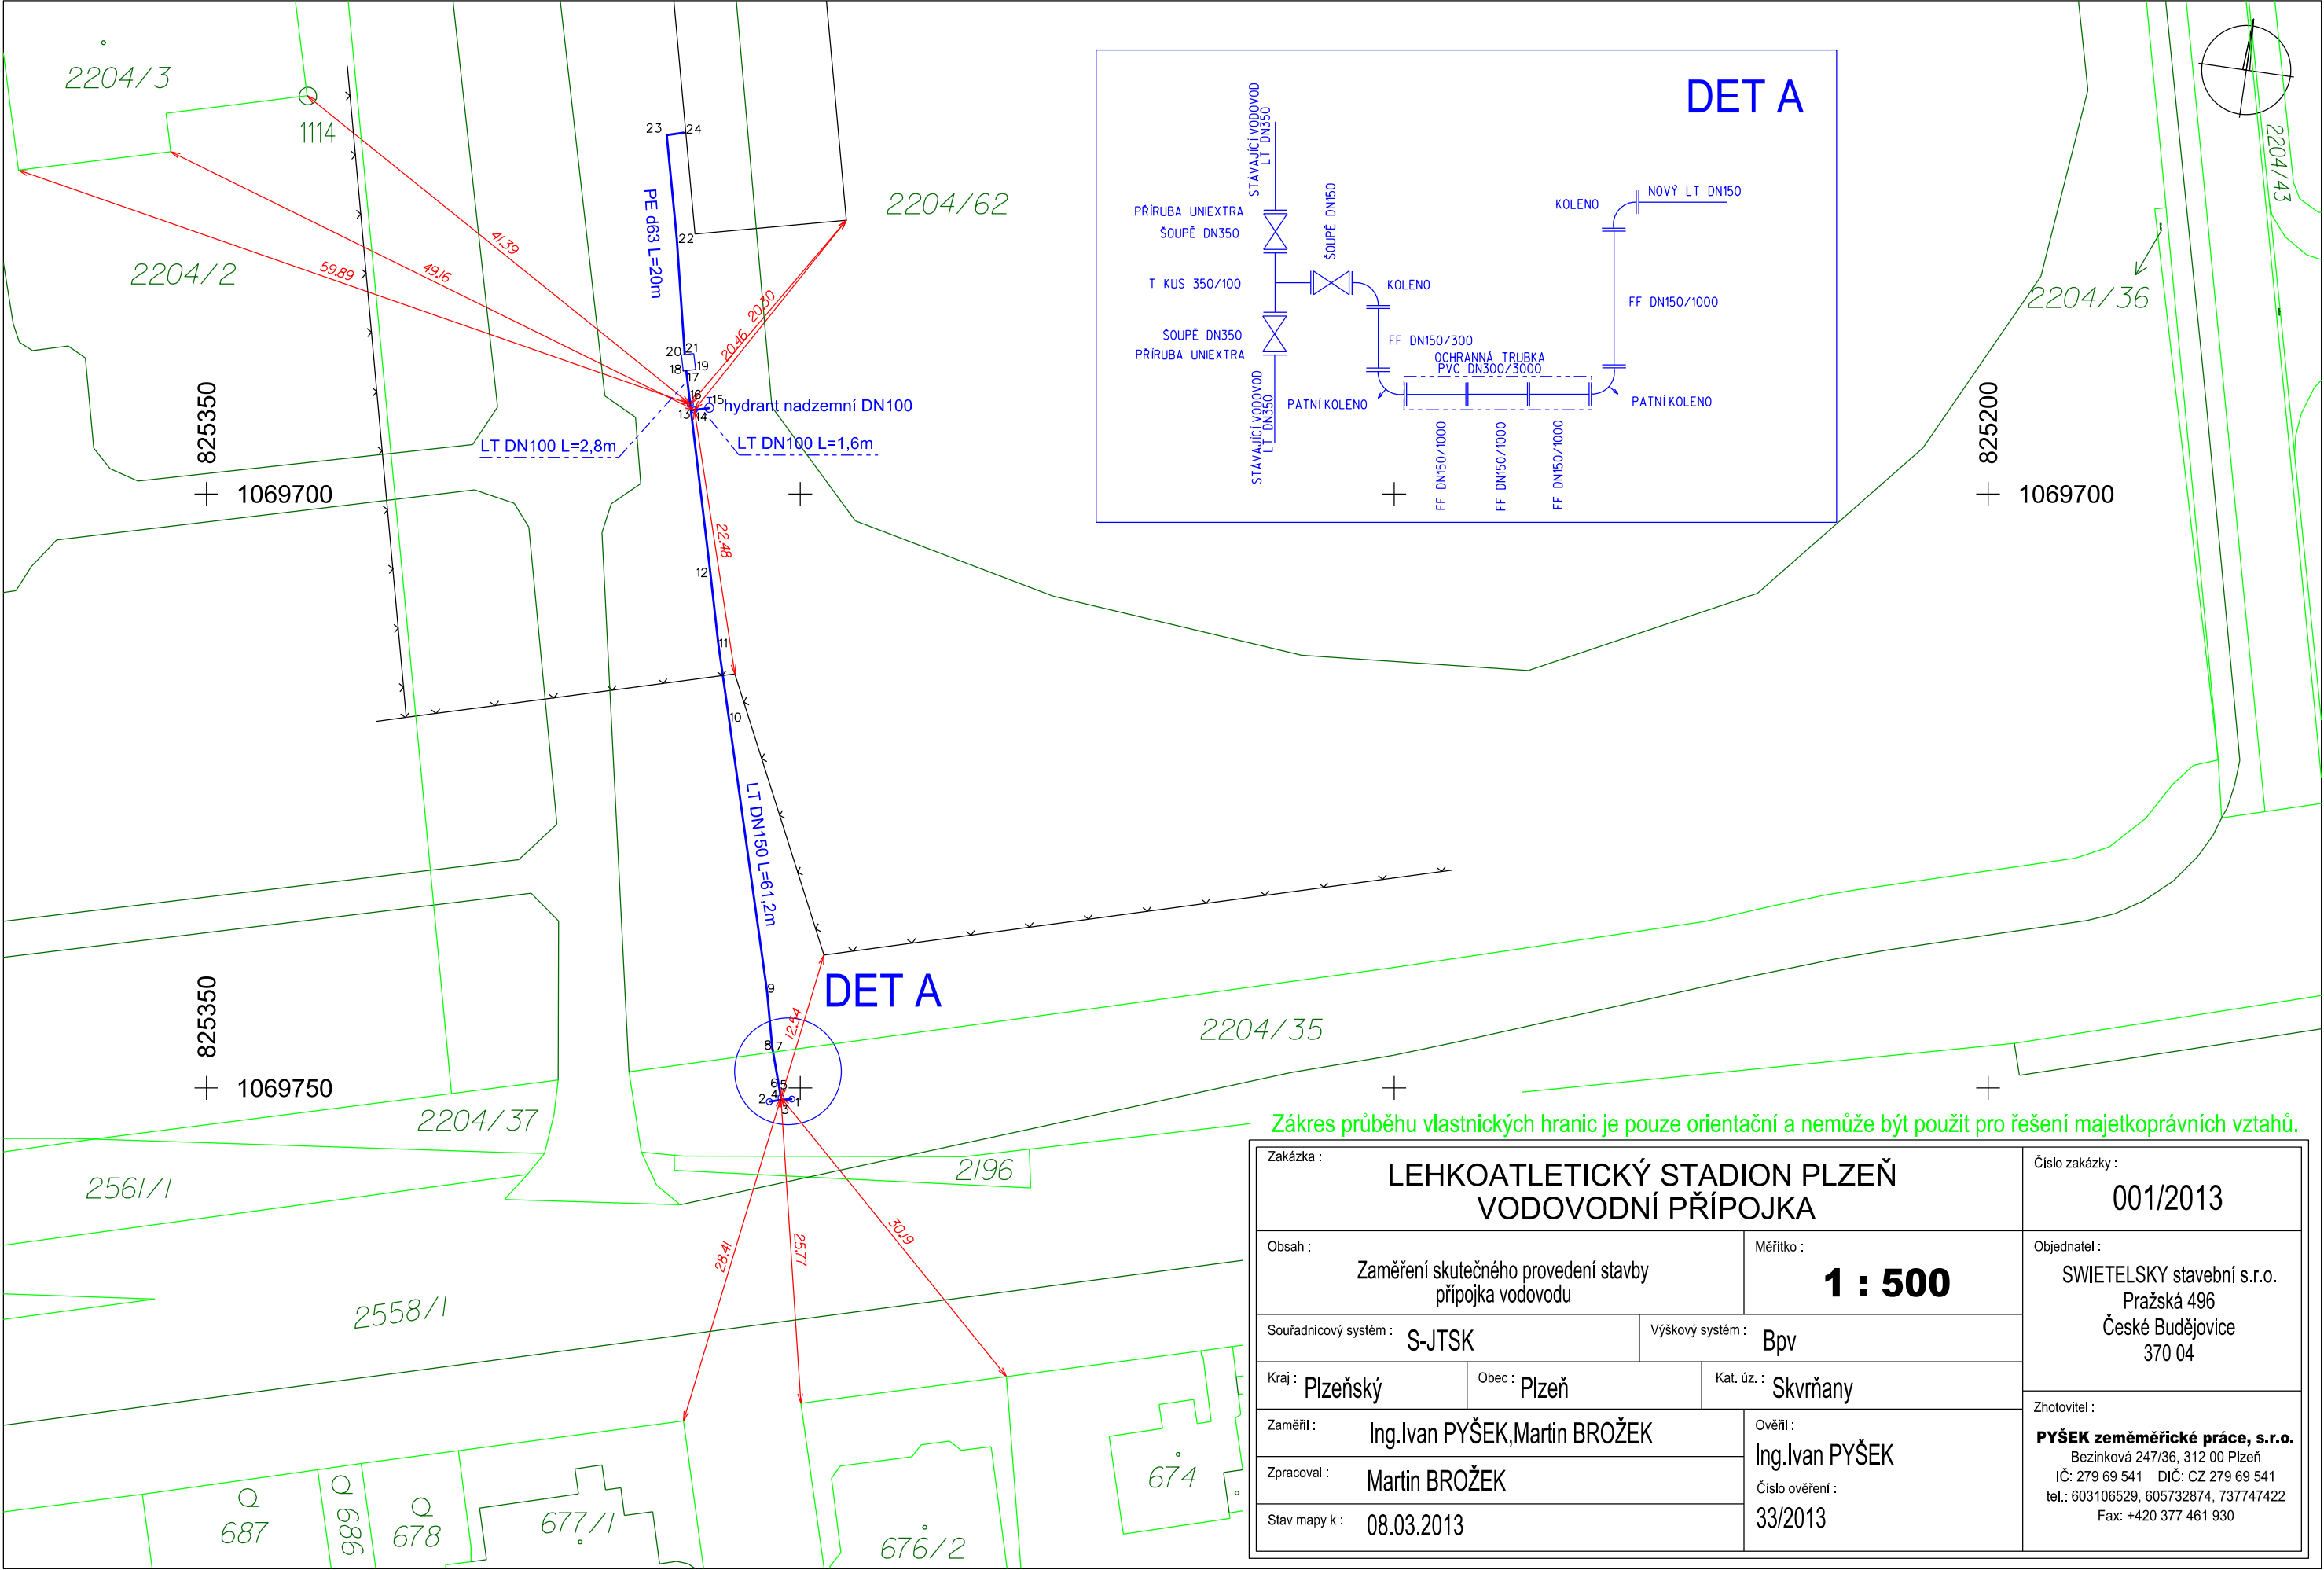 2204/3
1114
2204/2
59.89
49.16
41.39
23
24
PE d63 L=20m
22
2204/62
20.30
20.46
20
21
18
19
17
16
15
13
14
hydrant nadzemní DN100
LT DN100 L=2,8m
LT DN100 L=1,6m
825350
1069700
22.48
12
11
10
LT DN150 L=61,2m
9
DET A
12.54
8
7
6
5
4
2
1
3
825350
1069750
2204/37
2561/1
2558/1
2196
2204/35
28.41
25.77
30.19
687
686
678
677/1
676/2
674
DET A
STÁVAJÍCÍ VODOVOD
LT DN350
PŘÍRUBA UNIEXTRA
ŠOUPĚ DN350
ŠOUPĚ DN150
T KUS 350/100
KOLENO
ŠOUPĚ DN350
PŘÍRUBA UNIEXTRA
FF DN150/300
OCHRANNÁ TRUBKA
PVC DN300/3000
STÁVAJÍCÍ VODOVOD
LT DN350
PATNÍ KOLENO
FF DN150/1000
FF DN150/1000
FF DN150/1000
PATNÍ KOLENO
FF DN150/1000
KOLENO
NOVÝ LT DN150
2204/43
2204/36
825200
1069700
Zákres průběhu vlastnických hranic je pouze orientační a nemůže být použit pro řešení majetkoprávních vztahů.
Zakázka :
LEHKOATLETICKÝ STADION PLZEŇ
VODOVODNÍ PŘÍPOJKA
Číslo zakázky :
001/2013
Obsah :
Zaměření skutečného provedení stavby
přípojka vodovodu
Měřítko :
1 : 500
Objednatel :
SWIETELSKY stavební s.r.o.
Pražská 496
České Budějovice
370 04
Souřadnicový systém : S-JTSK
Výškový systém : Bpv
Kraj : Plzeňský
Obec : Plzeň
Kat. úz. : Skvrňany
Zaměřil : Ing.Ivan PYŠEK,Martin BROŽEK
Ověřil :
Ing.Ivan PYŠEK
Zpracoval : Martin BROŽEK
Číslo ověření :
33/2013
Stav mapy k : 08.03.2013
Zhotovitel :
PYŠEK zeměměřické práce, s.r.o.
Bezinková 247/36, 312 00 Plzeň
IČ: 279 69 541 DIČ: CZ 279 69 541
tel.: 603106529, 605732874, 737747422
Fax: +420 377 461 930